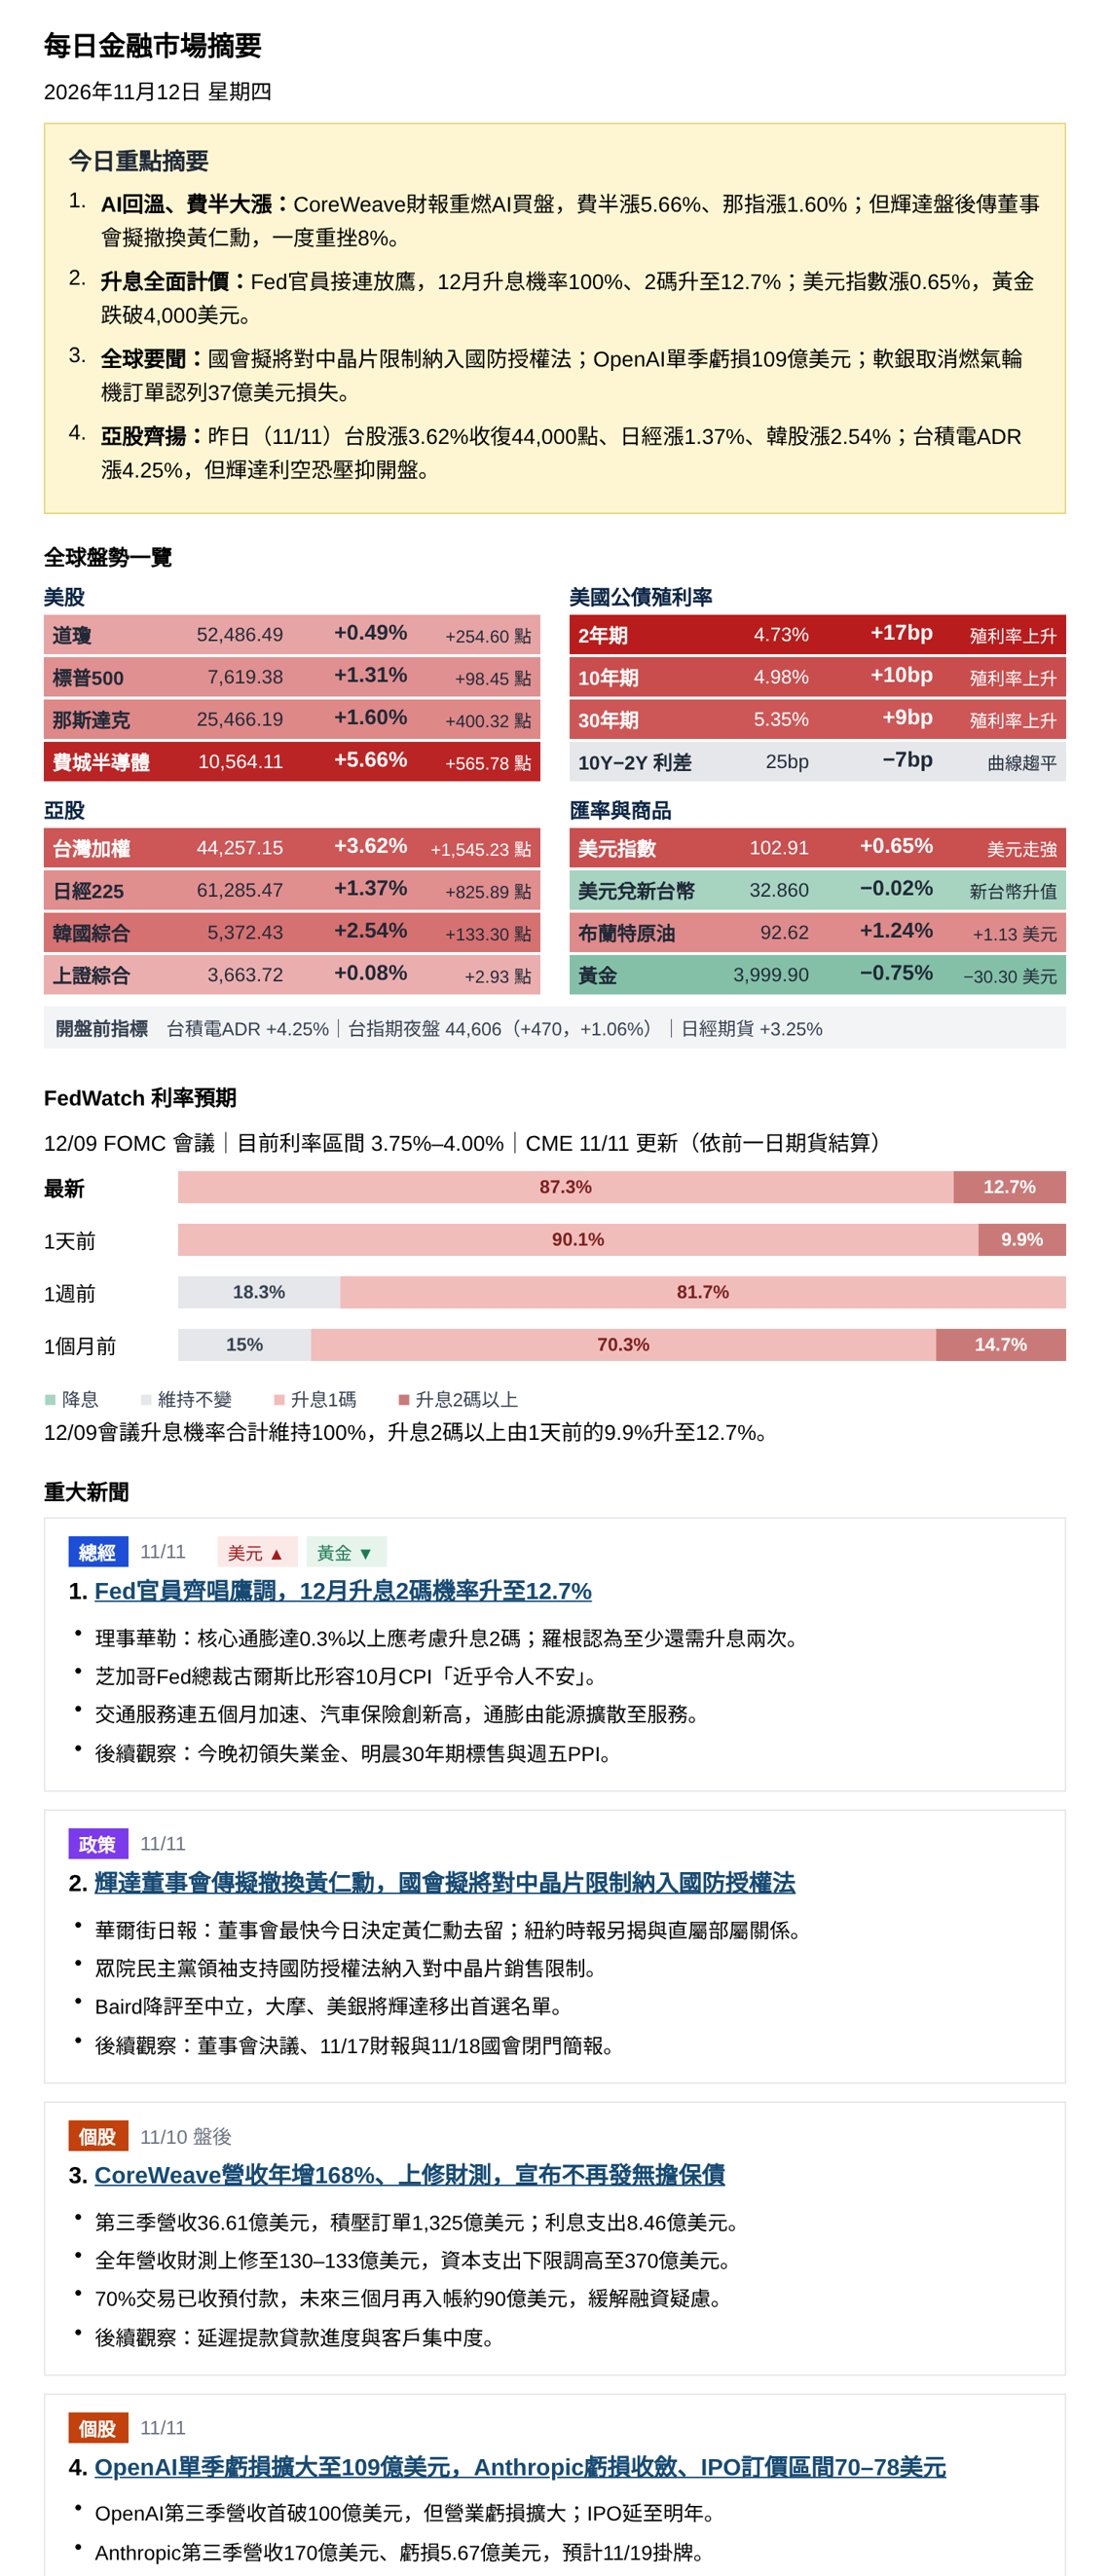 每日金融市場摘要
2026年11月12日 星期四
今日重點摘要
1. AI回溫、費半大漲：CoreWeave財報重燃AI買盤，費半漲5.66%、那指漲1.60%；但輝達盤後傳董事
會擬撤換黃仁勳，一度重挫8%。
2. 升息全面計價：Fed官員接連放鷹，12月升息機率100%、2碼升至12.7%；美元指數漲0.65%，黃金
跌破4,000美元。
3. 全球要聞：國會擬將對中晶片限制納入國防授權法；OpenAI單季虧損109億美元；軟銀取消燃氣輪
機訂單認列37億美元損失。
4. 亞股齊揚：昨日（11/11）台股漲3.62%收復44,000點、日經漲1.37%、韓股漲2.54%；台積電ADR
漲4.25%，但輝達利空恐壓抑開盤。
全球盤勢一覽
美股
道瓊 52,486.49 +0.49% +254.60 點
標普500 7,619.38 +1.31% +98.45 點
那斯達克 25,466.19 +1.60% +400.32 點
費城半導體 10,564.11 +5.66% +565.78 點
美國公債殖利率
2年期 4.73% +17bp 殖利率上升
10年期 4.98% +10bp 殖利率上升
30年期 5.35% +9bp 殖利率上升
10Y−2Y 利差 25bp −7bp 曲線趨平
亞股
台灣加權 44,257.15 +3.62% +1,545.23 點
日經225 61,285.47 +1.37% +825.89 點
韓國綜合 5,372.43 +2.54% +133.30 點
上證綜合 3,663.72 +0.08% +2.93 點
匯率與商品
美元指數 102.91 +0.65% 美元走強
美元兌新台幣 32.860 −0.02% 新台幣升值
布蘭特原油 92.62 +1.24% +1.13 美元
黃金 3,999.90 −0.75% −30.30 美元
開盤前指標 台積電ADR +4.25%｜台指期夜盤 44,606（+470，+1.06%）｜日經期貨 +3.25%
FedWatch 利率預期
12/09 FOMC 會議｜目前利率區間 3.75%–4.00%｜CME 11/11 更新（依前一日期貨結算）
最新 87.3% 12.7%
1天前 90.1% 9.9%
1週前 18.3% 81.7%
1個月前 15% 70.3% 14.7%
降息 維持不變 升息1碼 升息2碼以上
12/09會議升息機率合計維持100%，升息2碼以上由1天前的9.9%升至12.7%。
重大新聞
總經 11/11 美元 ▲ 黃金 ▼
1. Fed官員齊唱鷹調，12月升息2碼機率升至12.7%
• 理事華勒：核心通膨達0.3%以上應考慮升息2碼；羅根認為至少還需升息兩次。
• 芝加哥Fed總裁古爾斯比形容10月CPI「近乎令人不安」。
• 交通服務連五個月加速、汽車保險創新高，通膨由能源擴散至服務。
• 後續觀察：今晚初領失業金、明晨30年期標售與週五PPI。
政策 11/11
2. 輝達董事會傳擬撤換黃仁勳，國會擬將對中晶片限制納入國防授權法
• 華爾街日報：董事會最快今日決定黃仁勳去留；紐約時報另揭與直屬部屬關係。
• 眾院民主黨領袖支持國防授權法納入對中晶片銷售限制。
• Baird降評至中立，大摩、美銀將輝達移出首選名單。
• 後續觀察：董事會決議、11/17財報與11/18國會閉門簡報。
個股 11/10 盤後
3. CoreWeave營收年增168%、上修財測，宣布不再發無擔保債
• 第三季營收36.61億美元，積壓訂單1,325億美元；利息支出8.46億美元。
• 全年營收財測上修至130–133億美元，資本支出下限調高至370億美元。
• 70%交易已收預付款，未來三個月再入帳約90億美元，緩解融資疑慮。
• 後續觀察：延遲提款貸款進度與客戶集中度。
個股 11/11
4. OpenAI單季虧損擴大至109億美元，Anthropic虧損收斂、IPO訂價區間70–78美元
• OpenAI第三季營收首破100億美元，但營業虧損擴大；IPO延至明年。
• Anthropic第三季營收170億美元、虧損5.67億美元，預計11/19掛牌。